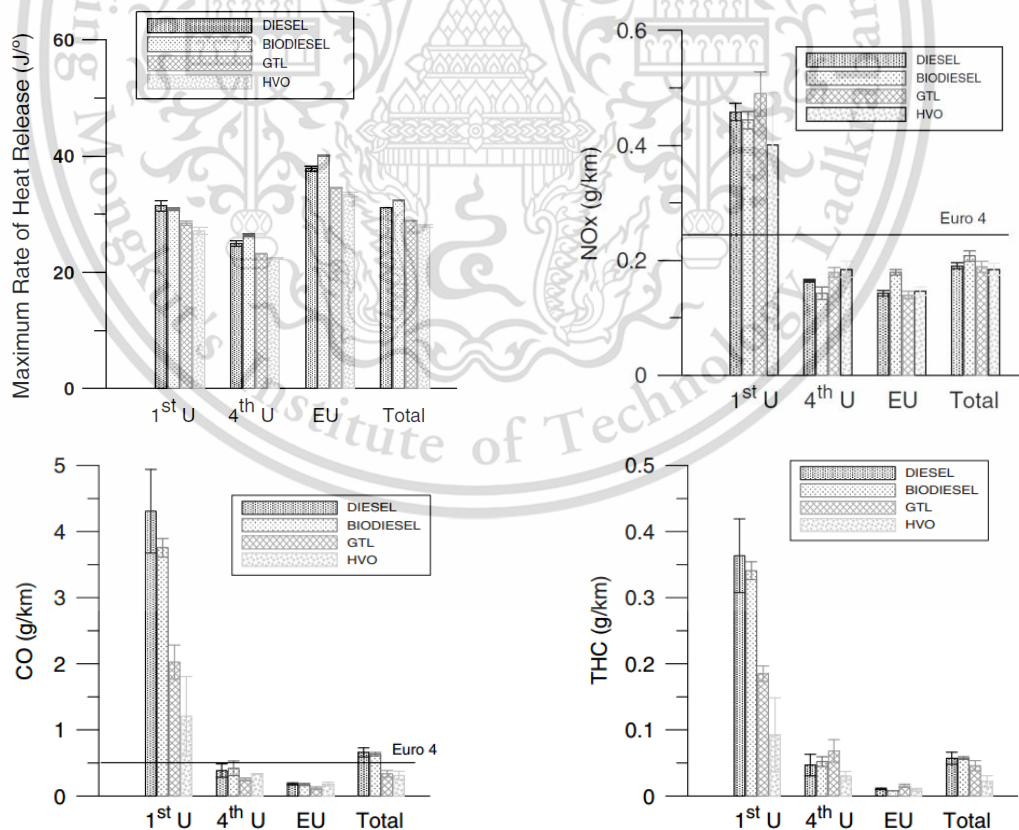 Maximum Rate of Heat Release (J/º)
60
40
20
0
DIESEL
BIODIESEL
GTL
HVO
1st U
4th U
EU
Total
NOx (g/km)
0.6
0.4
0.2
0
DIESEL
BIODIESEL
GTL
HVO
Euro 4
1st U
4th U
EU
Total
CO (g/km)
5
4
3
2
1
0
DIESEL
BIODIESEL
GTL
HVO
Euro 4
1st U
4th U
EU
Total
THC (g/km)
0.5
0.4
0.3
0.2
0.1
0
DIESEL
BIODIESEL
GTL
HVO
1st U
4th U
EU
Total
Mongkut's Institute of Technology